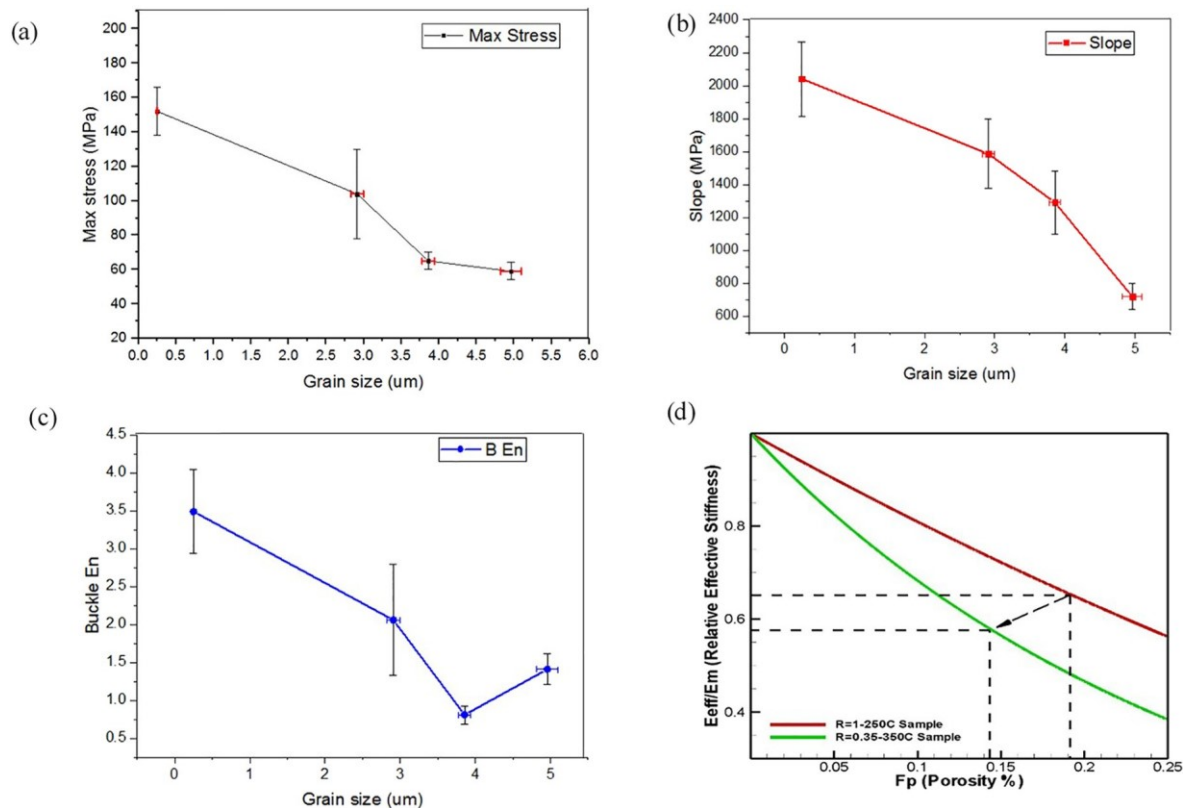 (a)
Max Stress
Max stress (MPa)
200
180
160
140
120
100
80
60
40
20
0.0 0.5 1.0 1.5 2.0 2.5 3.0 3.5 4.0 4.5 5.0 5.5 6.0
Grain size (um)
(b)
Slope
Slope (MPa)
2400
2200
2000
1800
1600
1400
1200
1000
800
600
0 1 2 3 4 5
Grain size (um)
(c)
B En
Buckle En
4.5
4.0
3.5
3.0
2.5
2.0
1.5
1.0
0.5
0 1 2 3 4 5
Grain size (um)
(d)
Eeff/Em (Relative Effective Stiffness)
0.8
0.6
0.4
R=1-250C Sample
R=0.35-350C Sample
0.05 0.1 0.15 0.2 0.25
Fp (Porosity %)